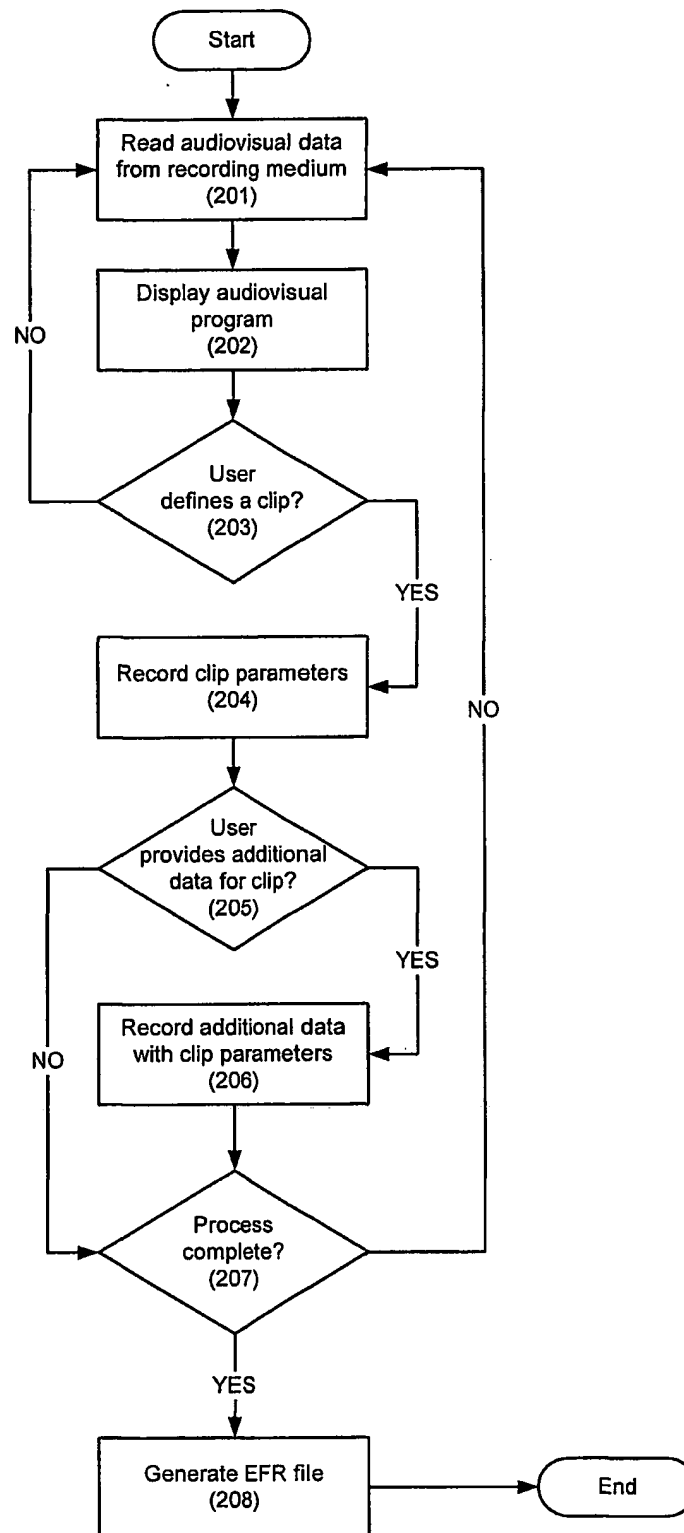 Start
Read audiovisual data
from recording medium
(201)
Display audiovisual
program
(202)
NO
User
defines a clip?
(203)
YES
Record clip parameters
(204)
NO
User
provides additional
data for clip?
(205)
YES
Record additional data
with clip parameters
(206)
NO
Process
complete?
(207)
YES
Generate EFR file
(208)
End